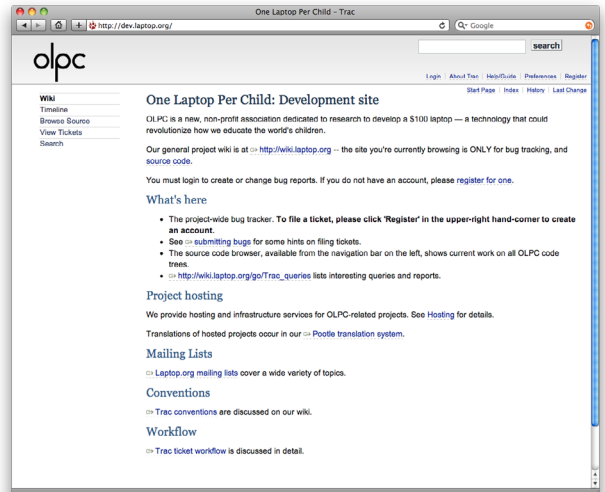 One Laptop Per Child – Trac
http://dev.laptop.org/
Google
olpc
search
Login | About Trac | Help/Guide | Preferences | Register
Start Page | Index | History | Last Change
Wiki
Timeline
Browse Source
View Tickets
Search
One Laptop Per Child: Development site
OLPC is a new, non-profit association dedicated to research to develop a $100 laptop — a technology that could
revolutionize how we educate the world's children.
Our general project wiki is at http://wiki.laptop.org -- the site you're currently browsing is ONLY for bug tracking, and
source code.
You must login to create or change bug reports. If you do not have an account, please register for one.
What's here
• The project-wide bug tracker. To file a ticket, please click 'Register' in the upper-right hand-corner to create
an account.
• See submitting bugs for some hints on filing tickets.
• The source code browser, available from the navigation bar on the left, shows current work on all OLPC code
trees.
• http://wiki.laptop.org/go/Trac_queries lists interesting queries and reports.
Project hosting
We provide hosting and infrastructure services for OLPC-related projects. See Hosting for details.
Translations of hosted projects occur in our Pootle translation system.
Mailing Lists
Laptop.org mailing lists cover a wide variety of topics.
Conventions
Trac conventions are discussed on our wiki.
Workflow
Trac ticket workflow is discussed in detail.